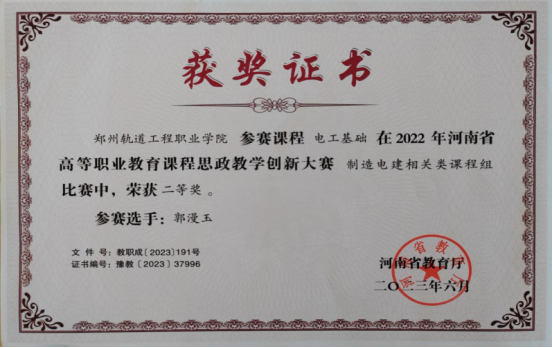 获奖证书
郑州轨道工程职业学院 参赛课程 电工基础 在2022年河南省
高等职业教育课程思政教学创新大赛 制造电建相关类课程组
比赛中，荣获 二等奖 。
参赛选手：郭漫玉
文 件 号：教职成〔2023〕191号
证书编号：豫教〔2023〕37996
河南省教育厅
二〇二三年六月